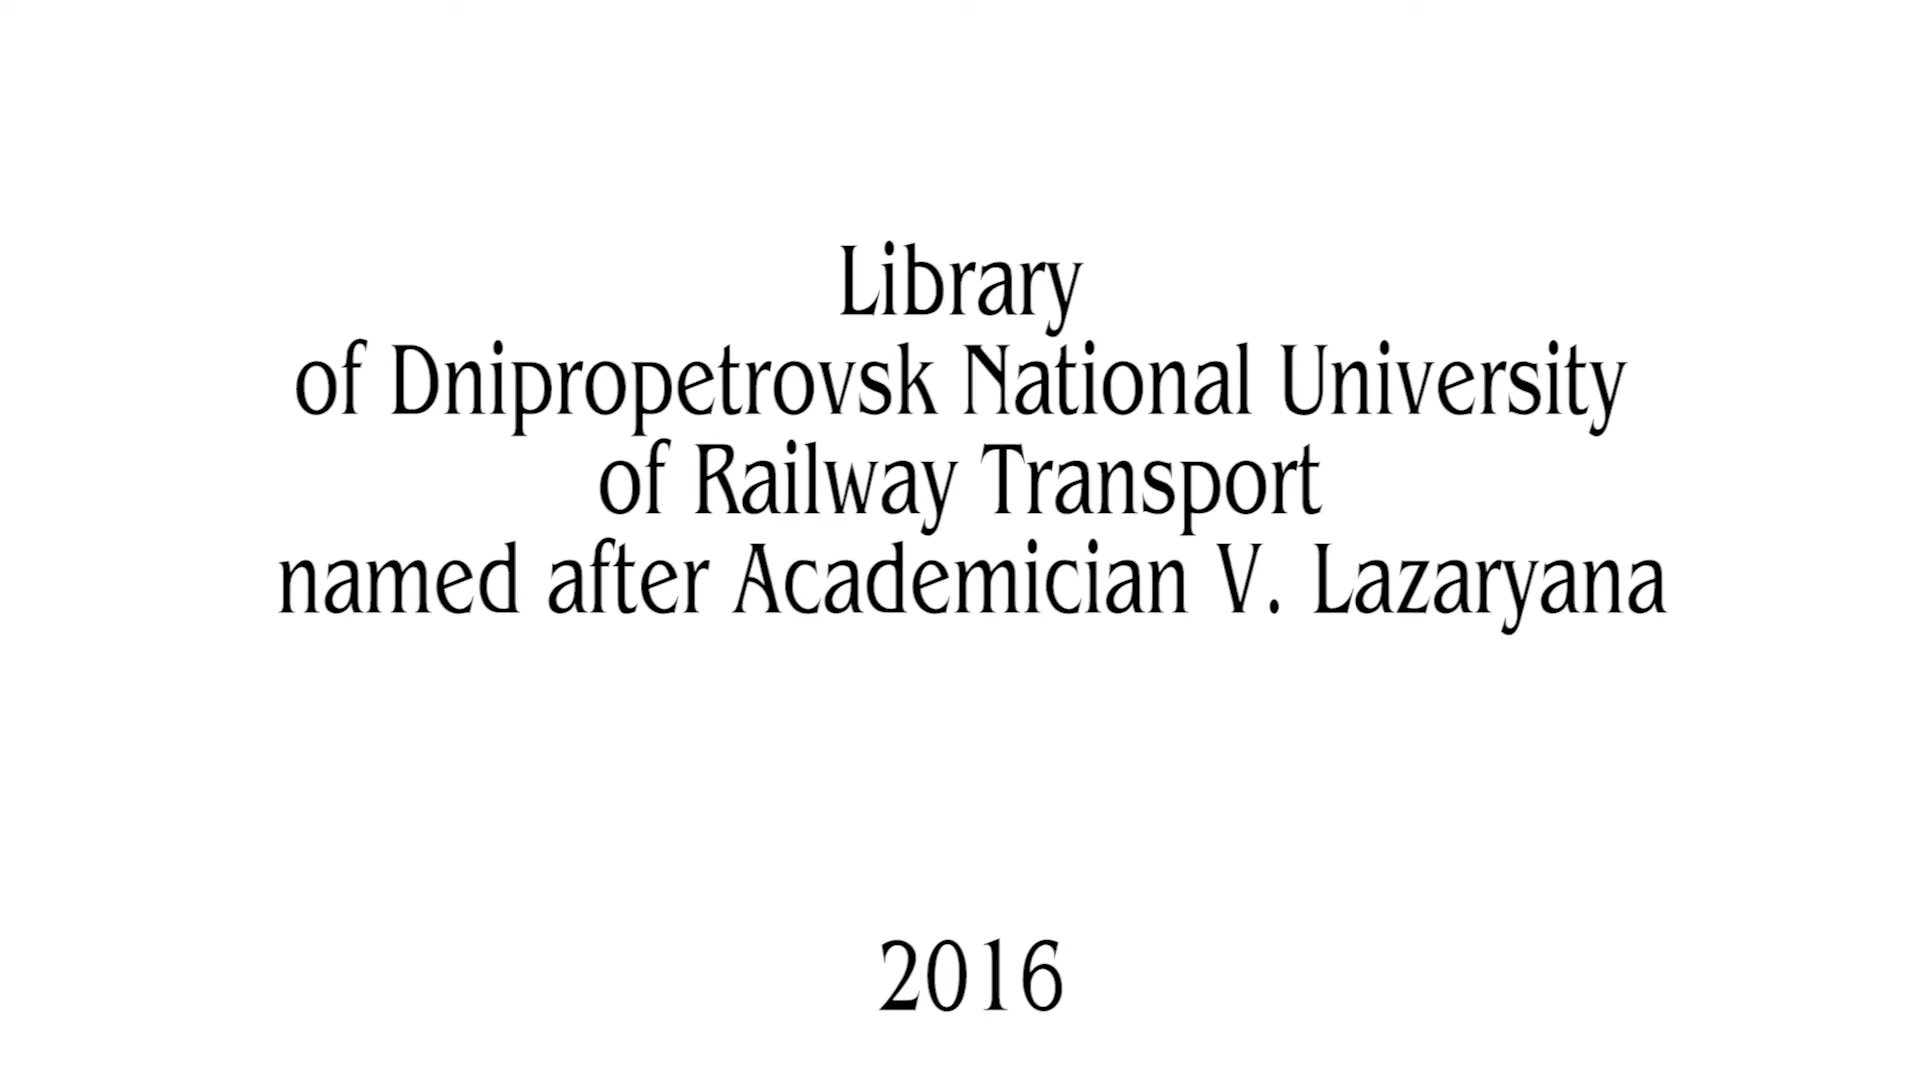 Library
of Dnipropetrovsk National University
of Railway Transport
named after Academician V. Lazaryana
2016